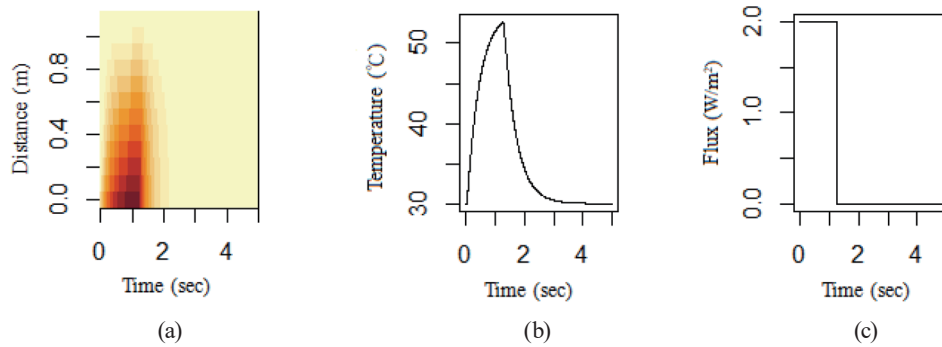 Distance (m)
0.0 0.4 0.8
0 2 4
Time (sec)
(a)
Temperature (°C)
30 40 50
0 2 4
Time (sec)
(b)
Flux (W/m²)
0.0 1.0 2.0
0 2 4
Time (sec)
(c)